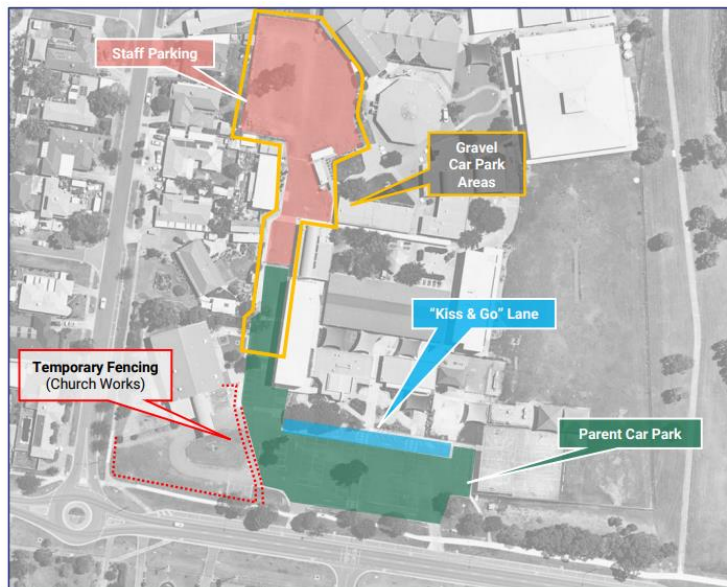 Staff Parking
Gravel
Car Park
Areas
“Kiss & Go” Lane
Temporary Fencing
(Church Works)
Parent Car Park